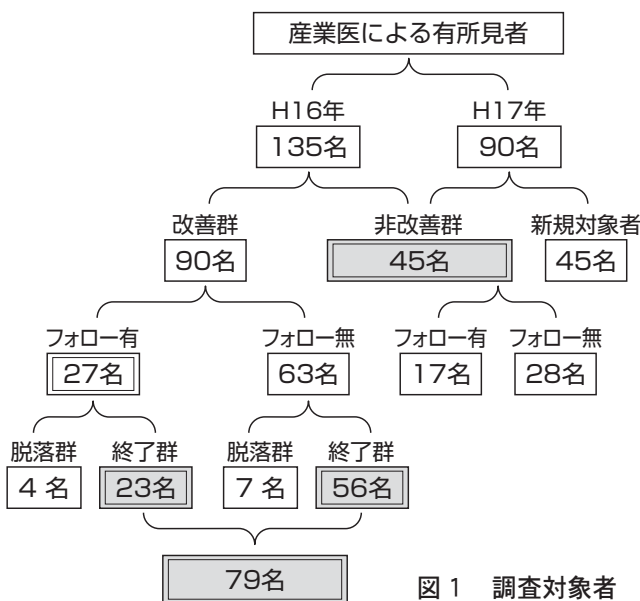 産業医による有所見者
H16年 H17年
135名 90名
改善群 非改善群 新規対象者
90名 45名 45名
フォロー有 フォロー無 フォロー有 フォロー無
27名 63名 17名 28名
脱落群 終了群 脱落群 終了群
4 名 23名 7 名 56名
79名
図 1 調査対象者